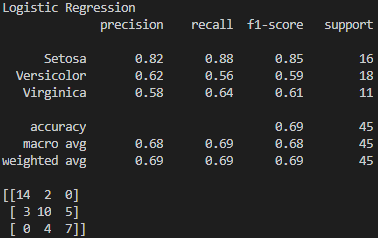 Logistic Regression
              precision    recall  f1-score   support

      Setosa       0.82      0.88      0.85        16
  Versicolor       0.62      0.56      0.59        18
   Virginica       0.58      0.64      0.61        11

    accuracy                           0.69        45
   macro avg       0.68      0.69      0.68        45
weighted avg       0.69      0.69      0.69        45

[[14  2  0]
 [ 3 10  5]
 [ 0  4  7]]